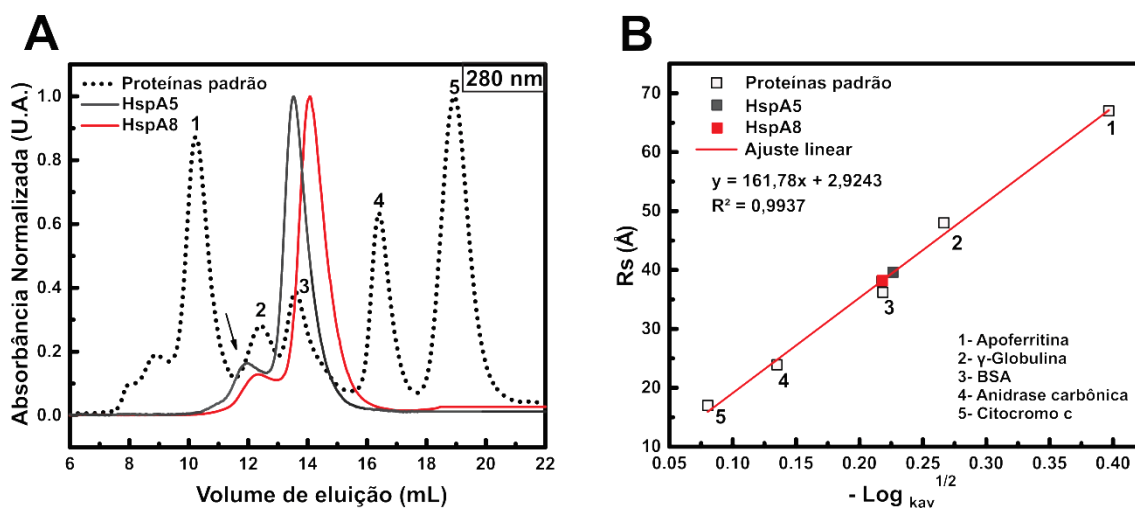 A
280 nm
Proteínas padrão
HspA5
HspA8
1
2
3
4
5
Absorbância Normalizada (U.A.)
1.0
0.8
0.6
0.4
0.2
0.0
6 8 10 12 14 16 18 20 22
Volume de eluição (mL)
B
Proteínas padrão
HspA5
HspA8
Ajuste linear
y = 161,78x + 2,9243
R² = 0,9937
1
2
3
4
5
1- Apoferritina
2- γ-Globulina
3- BSA
4- Anidrase carbônica
5- Citocromo c
Rs (Å)
70
60
50
40
30
20
10
0.05 0.10 0.15 0.20 0.25 0.30 0.35 0.40
- Log kav 1/2